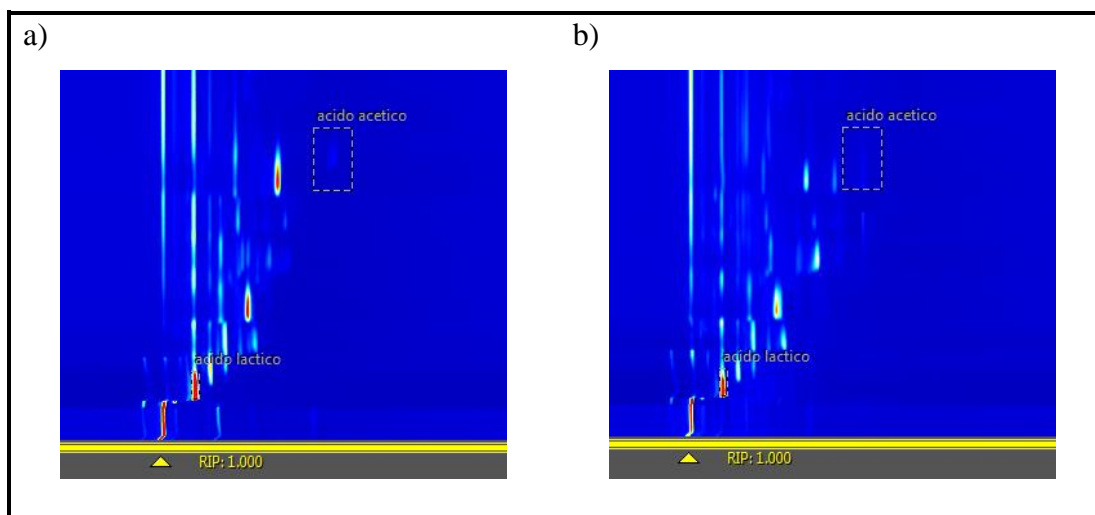 a)
b)
acido acetico
acido acetico
acido lactico
acido lactico
RIP: 1.000
RIP: 1.000